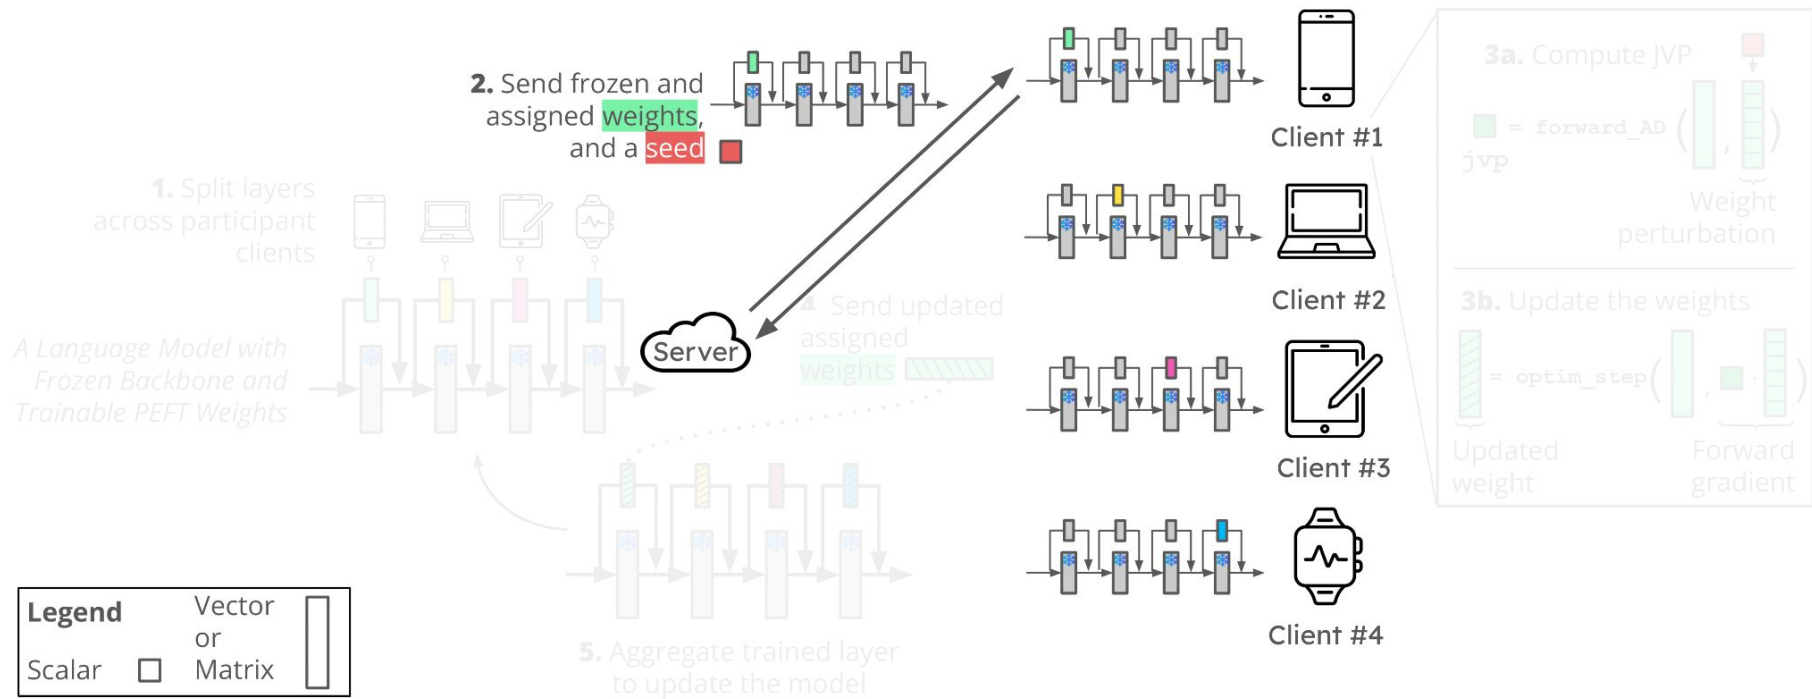 2. Send frozen and
assigned weights,
and a seed
1. Split layers
across participant
clients
A Language Model with
Frozen Backbone and
Trainable PEFT Weights
Server
4. Send updated
assigned
weights
5. Aggregate trained layer
to update the model
Client #1
Client #2
Client #3
Client #4
3a. Compute JVP
= forward_AD( , )
jvp
Weight
perturbation
3b. Update the weights
= optim_step( , · )
Updated
weight
Forward
gradient
Legend
Scalar
Vector
or
Matrix